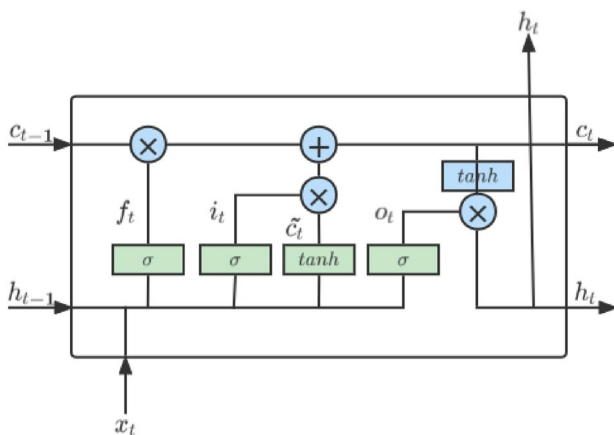 h_t
c_{t-1} × + c_t
tanh
f_t i_t × c̃_t o_t ×
σ σ tanh σ
h_{t-1} h_t
x_t